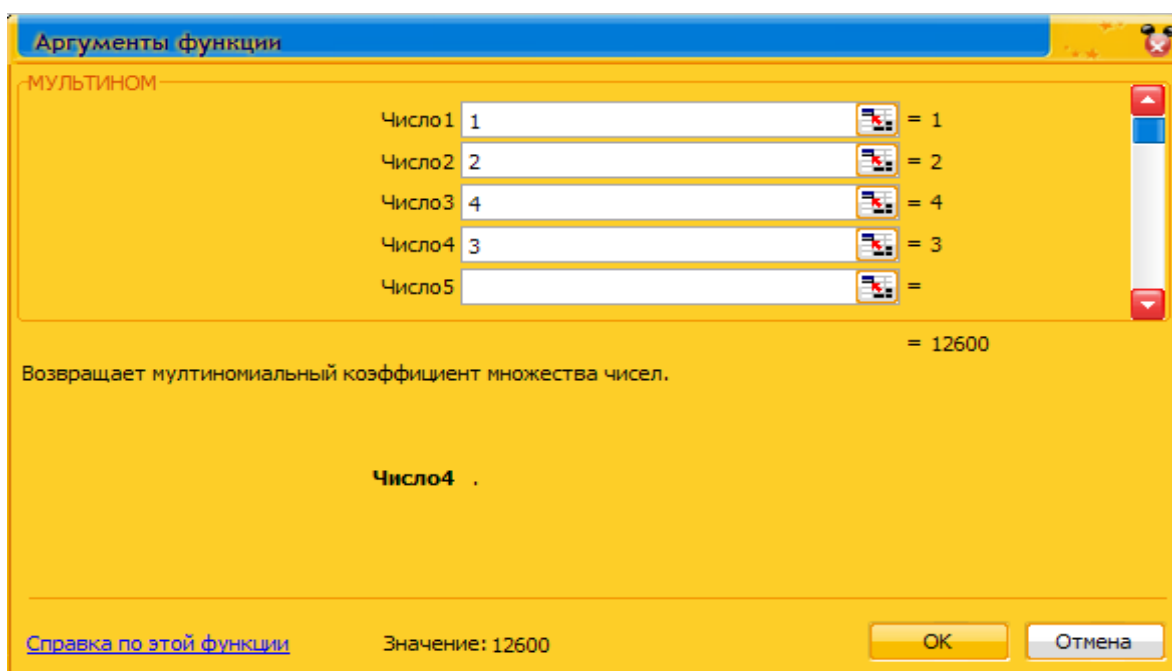 Аргументы функции
МУЛЬТИНОМ
Число1 1 = 1
Число2 2 = 2
Число3 4 = 4
Число4 3 = 3
Число5 =
= 12600
Возвращает мултиномиальный коэффициент множества чисел.
Число4 .
Справка по этой функции Значение: 12600 OK Отмена